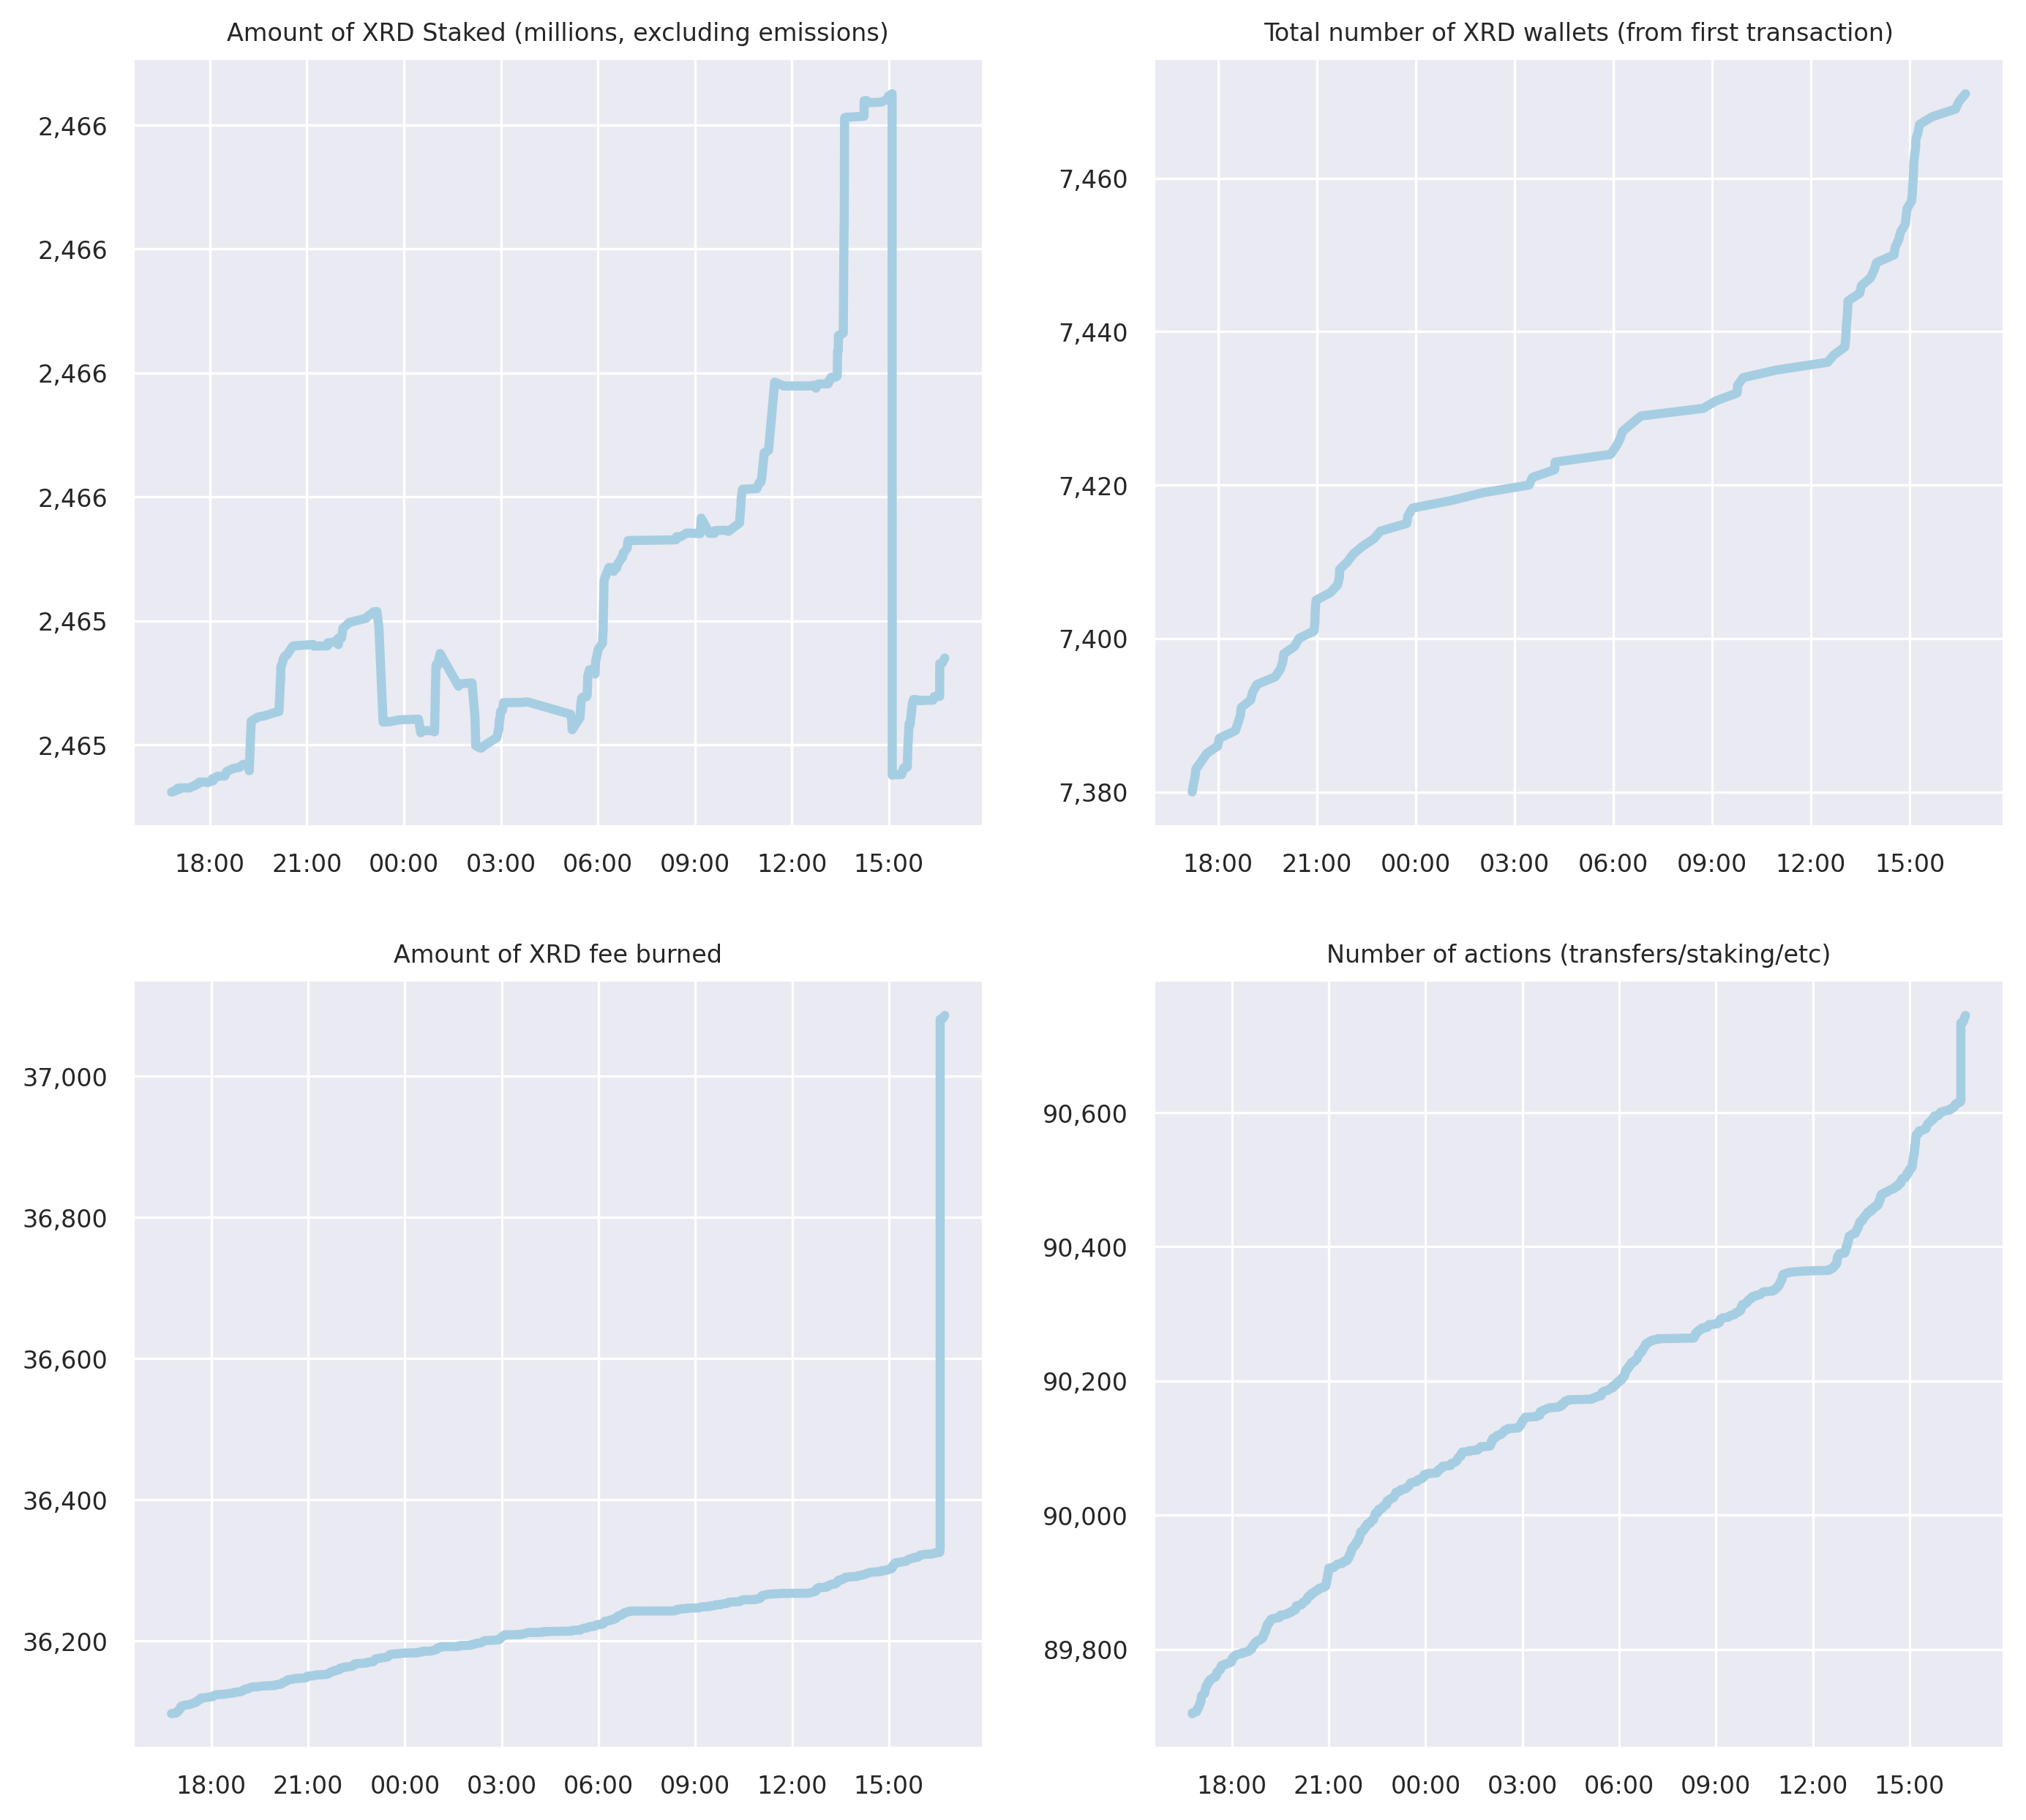 Amount of XRD Staked (millions, excluding emissions)
2,466
2,466
2,466
2,466
2,465
2,465
18:00 21:00 00:00 03:00 06:00 09:00 12:00 15:00
Total number of XRD wallets (from first transaction)
7,460
7,440
7,420
7,400
7,380
18:00 21:00 00:00 03:00 06:00 09:00 12:00 15:00
Amount of XRD fee burned
37,000
36,800
36,600
36,400
36,200
18:00 21:00 00:00 03:00 06:00 09:00 12:00 15:00
Number of actions (transfers/staking/etc)
90,600
90,400
90,200
90,000
89,800
18:00 21:00 00:00 03:00 06:00 09:00 12:00 15:00